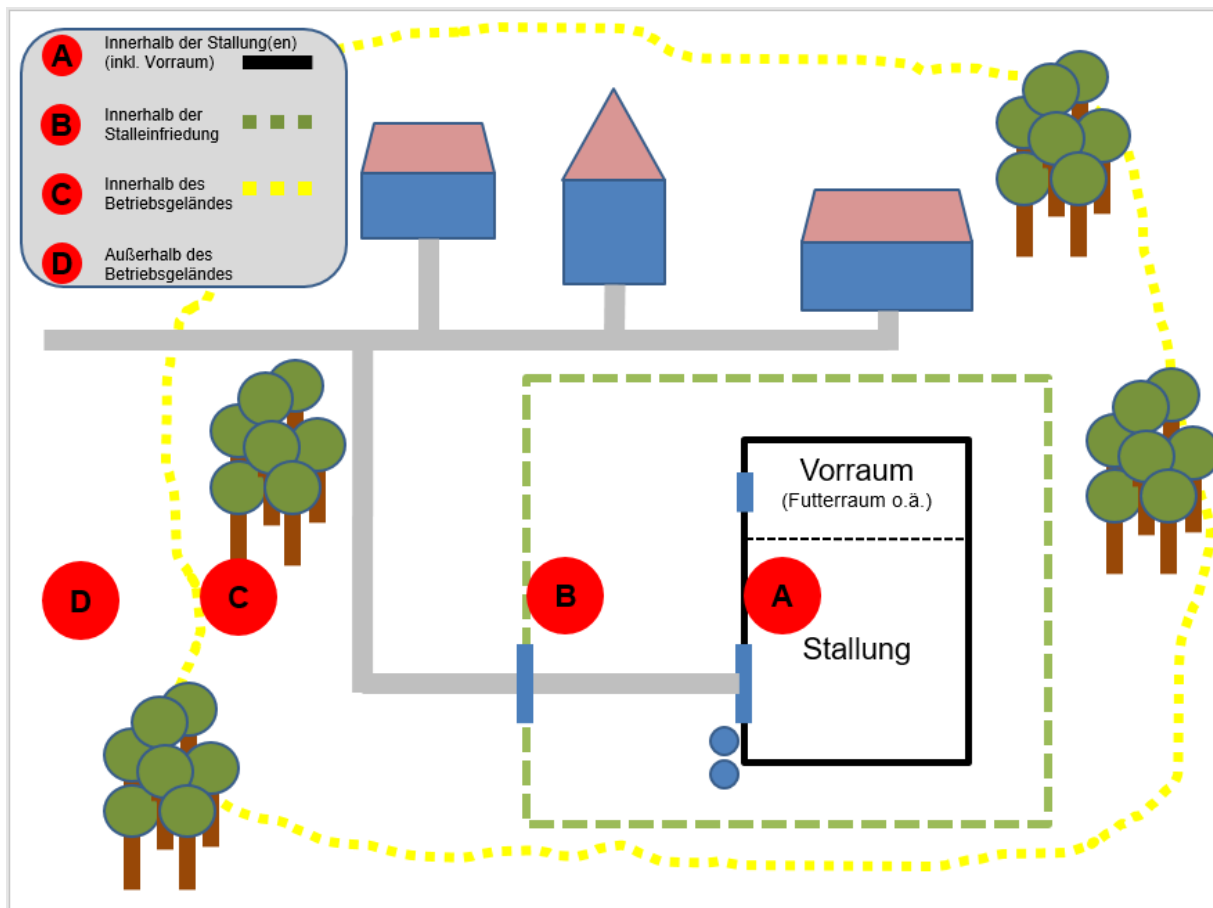 A
Innerhalb der Stallung(en)
(inkl. Vorraum)
B
Innerhalb der
Stalleinfriedung
C
Innerhalb des
Betriebsgeländes
D
Außerhalb des
Betriebsgeländes
Vorraum
(Futterraum o.ä.)
D
C
B
A
Stallung